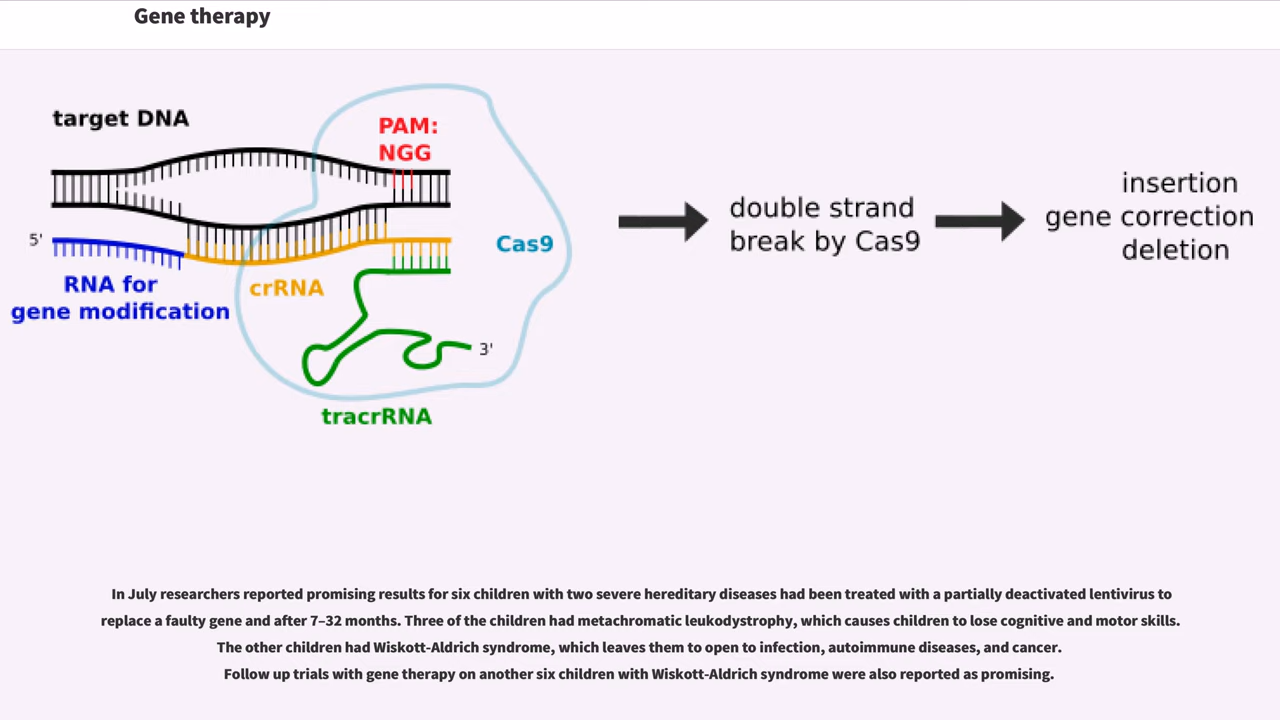 Gene therapy
target DNA
PAM:
NGG
5'
Cas9
RNA for
gene modification
crRNA
3'
tracrRNA
double strand
break by Cas9
insertion
gene correction
deletion
In July researchers reported promising results for six children with two severe hereditary diseases had been treated with a partially deactivated lentivirus to
replace a faulty gene and after 7–32 months. Three of the children had metachromatic leukodystrophy, which causes children to lose cognitive and motor skills.
The other children had Wiskott-Aldrich syndrome, which leaves them to open to infection, autoimmune diseases, and cancer.
Follow up trials with gene therapy on another six children with Wiskott-Aldrich syndrome were also reported as promising.